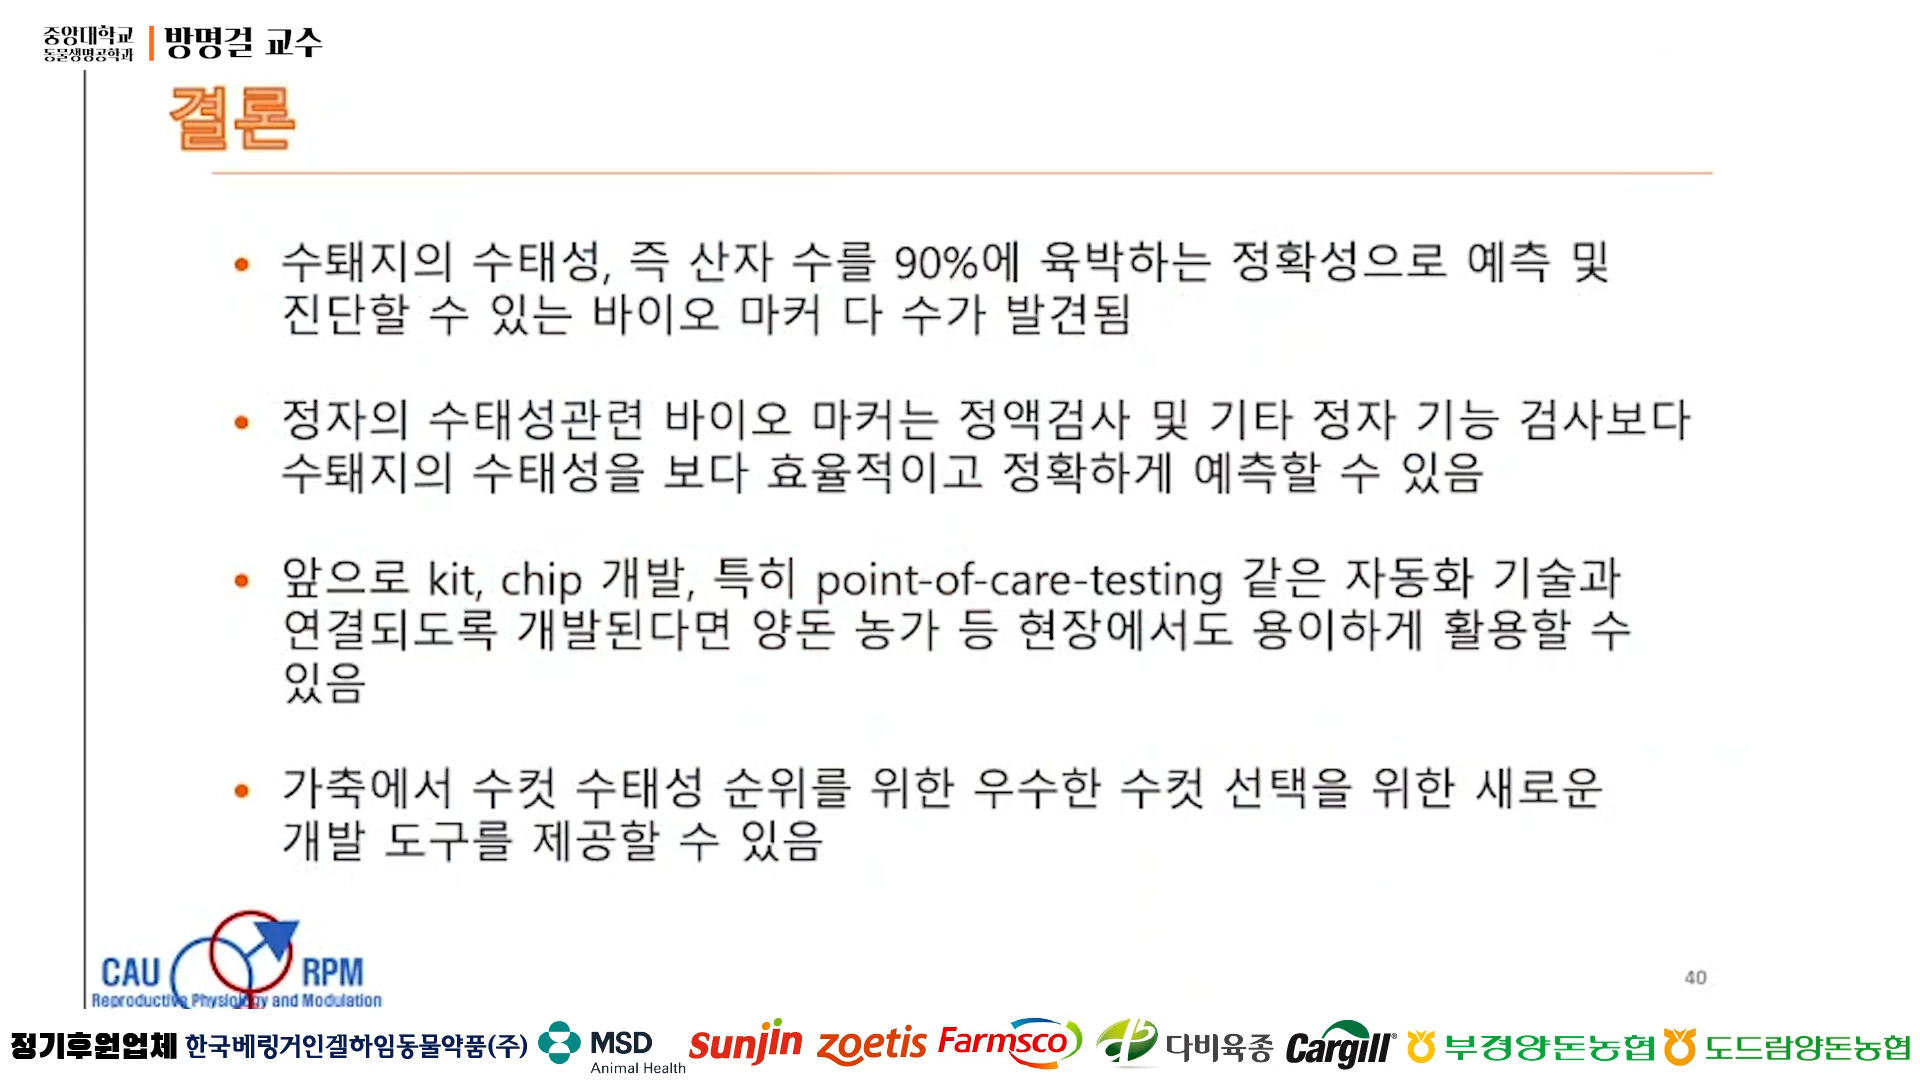 중앙대학교
동물생명공학과
방명걸 교수
결론
• 수퇘지의 수태성, 즉 산자 수를 90%에 육박하는 정확성으로 예측 및
진단할 수 있는 바이오 마커 다 수가 발견됨
• 정자의 수태성관련 바이오 마커는 정액검사 및 기타 정자 기능 검사보다
수퇘지의 수태성을 보다 효율적이고 정확하게 예측할 수 있음
• 앞으로 kit, chip 개발, 특히 point-of-care-testing 같은 자동화 기술과
연결되도록 개발된다면 양돈 농가 등 현장에서도 용이하게 활용할 수
있음
• 가축에서 수컷 수태성 순위를 위한 우수한 수컷 선택을 위한 새로운
개발 도구를 제공할 수 있음
CAU RPM
Reproductive Physiology and Modulation
40
정기후원업체 한국베링거인겔하임동물약품(주) MSD Animal Health sunjin zoetis Farmsco 다비육종 Cargill® 부경양돈농협 도드람양돈농협